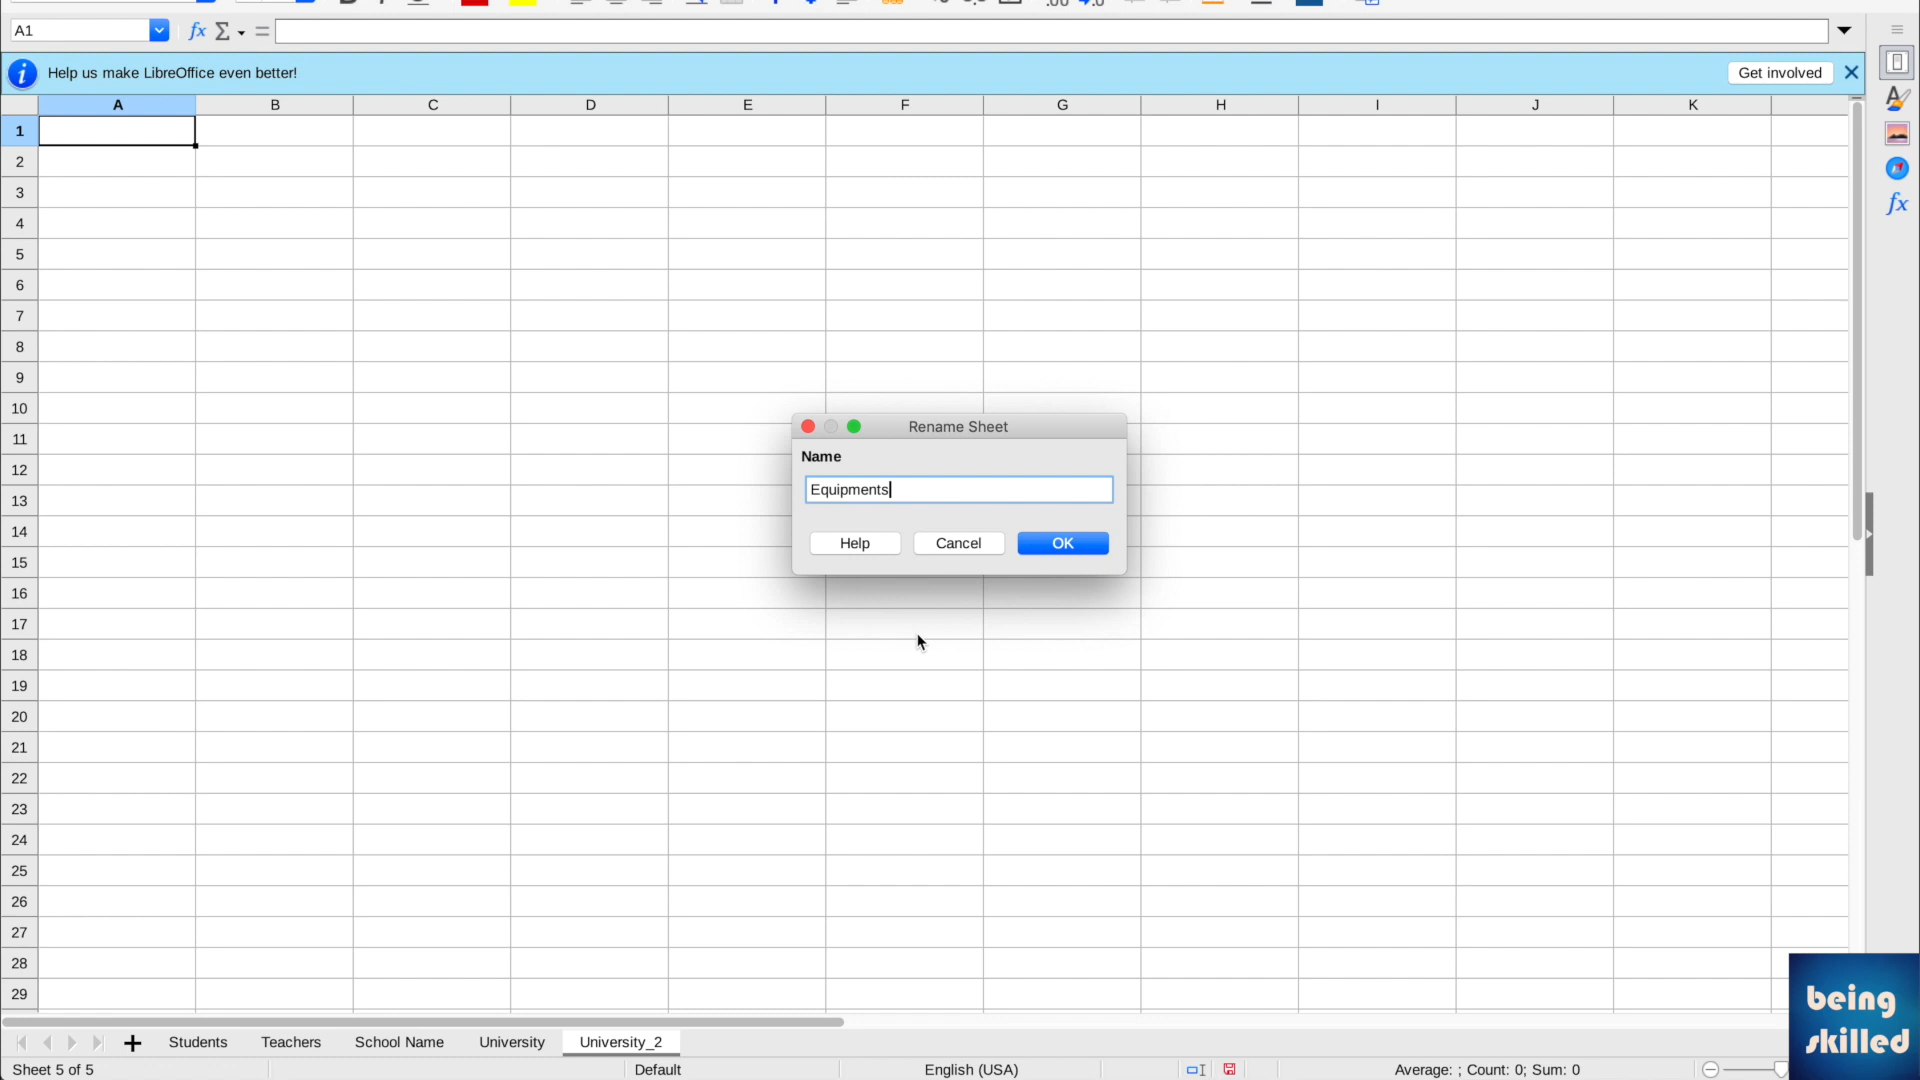 A1
fx Σ =
Help us make LibreOffice even better! Get involved
A B C D E F G H I J K
1
2
3
4
5
6
7
8
9
10
11
12
13
14
15
16
17
18
19
20
21
22
23
24
25
26
27
28
29
Rename Sheet
Name
Equipments
Help Cancel OK
Students Teachers School Name University University_2
Sheet 5 of 5 Default English (USA) Average: ; Count: 0; Sum: 0
being
skilled